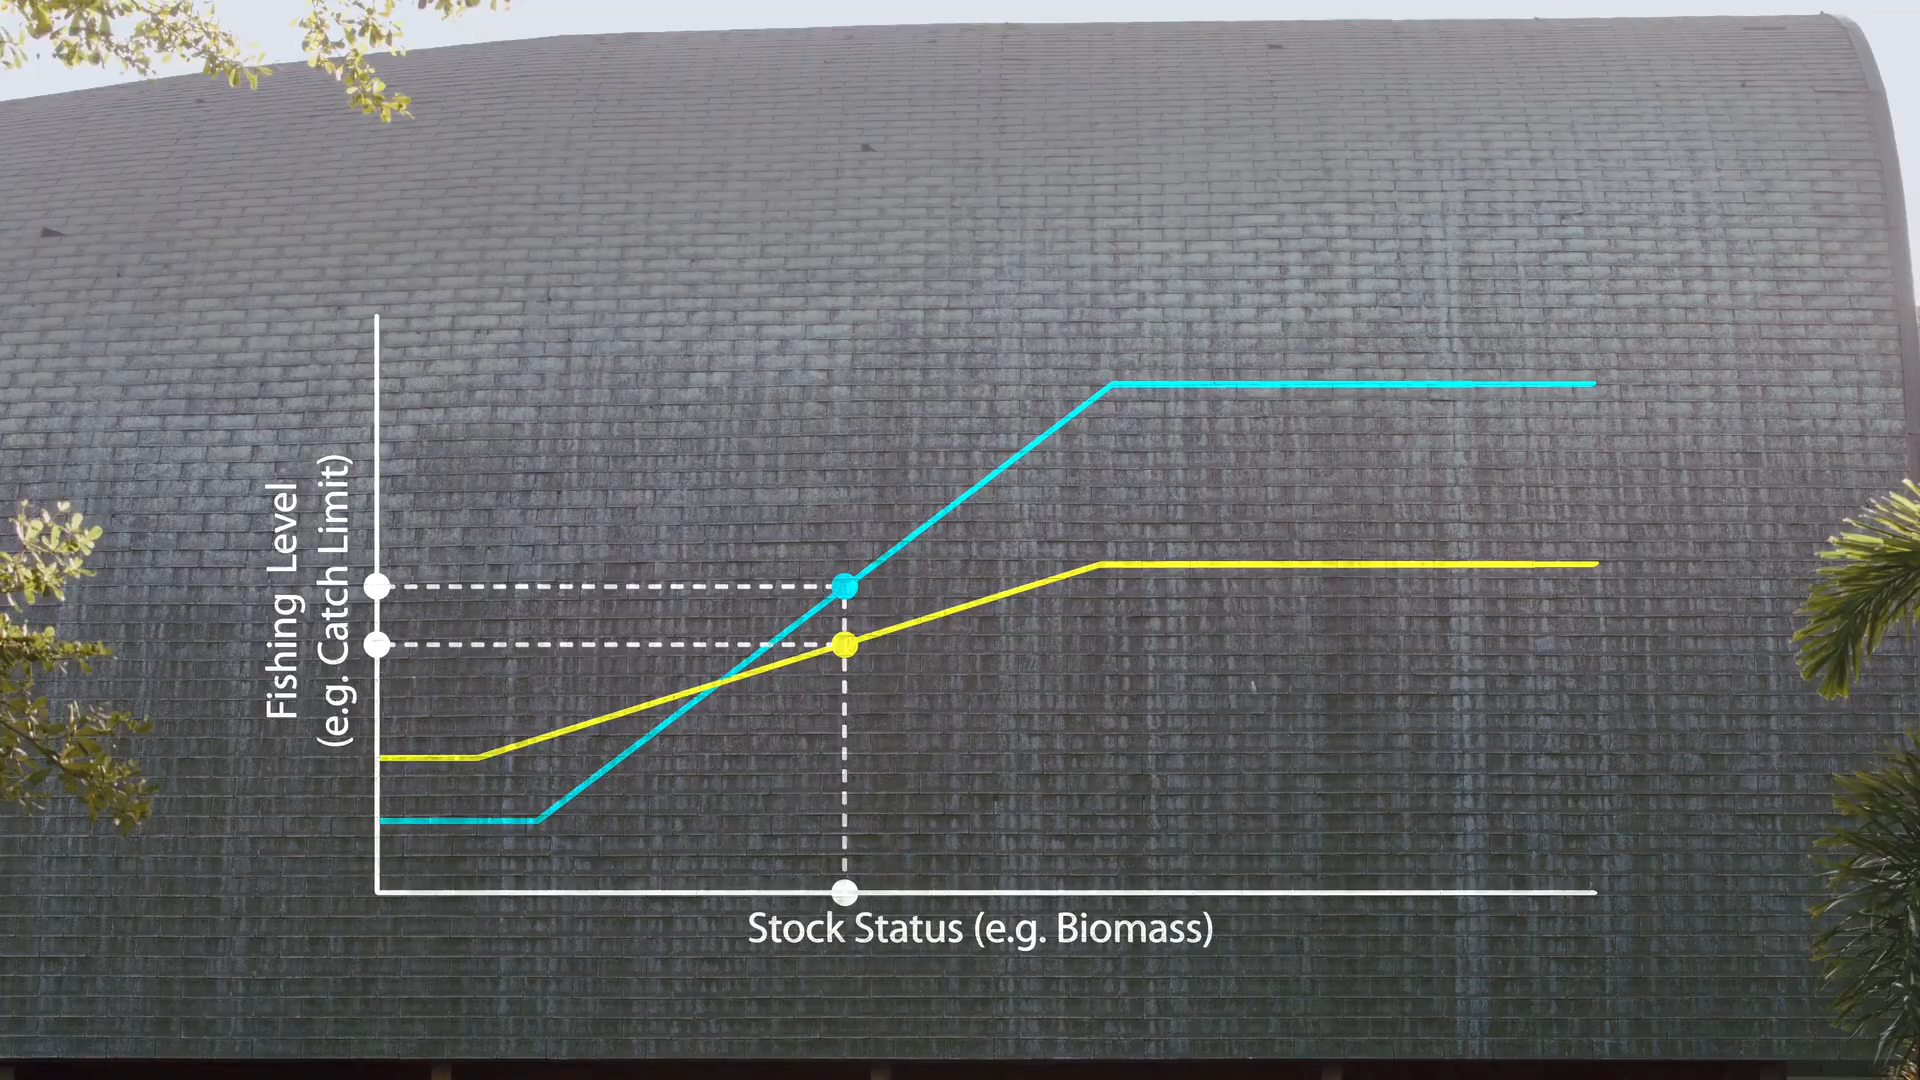 Fishing Level
(e.g. Catch Limit)
Stock Status (e.g. Biomass)